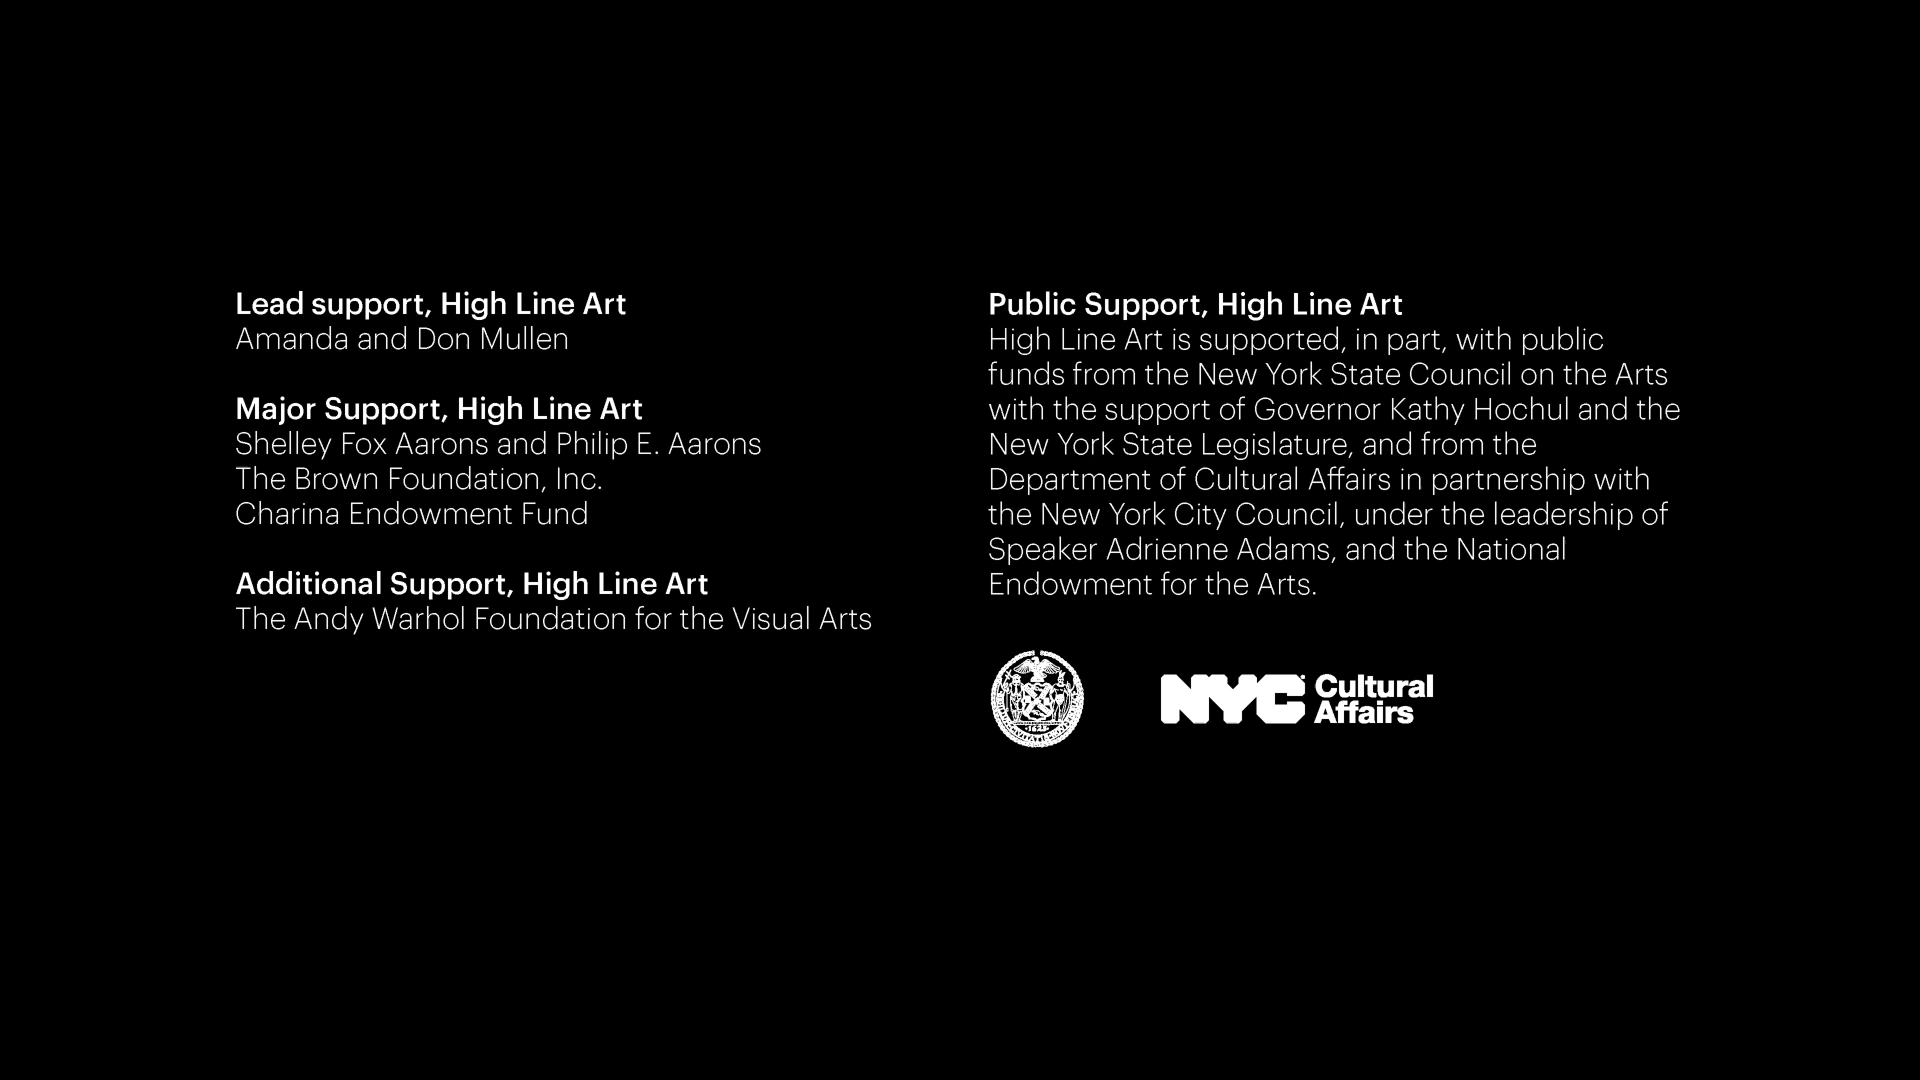 Lead support, High Line Art
Amanda and Don Mullen
Major Support, High Line Art
Shelley Fox Aarons and Philip E. Aarons
The Brown Foundation, Inc.
Charina Endowment Fund
Additional Support, High Line Art
The Andy Warhol Foundation for the Visual Arts
Public Support, High Line Art
High Line Art is supported, in part, with public
funds from the New York State Council on the Arts
with the support of Governor Kathy Hochul and the
New York State Legislature, and from the
Department of Cultural Affairs in partnership with
the New York City Council, under the leadership of
Speaker Adrienne Adams, and the National
Endowment for the Arts.
NYC Cultural
Affairs